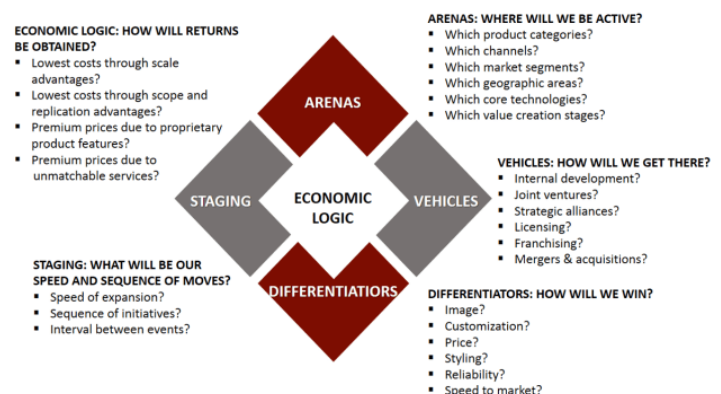 ECONOMIC LOGIC: HOW WILL RETURNS
BE OBTAINED?
▪ Lowest costs through scale
advantages?
▪ Lowest costs through scope and
replication advantages?
▪ Premium prices due to proprietary
product features?
▪ Premium prices due to
unmatchable services?
ARENAS: WHERE WILL WE BE ACTIVE?
▪ Which product categories?
▪ Which channels?
▪ Which market segments?
▪ Which geographic areas?
▪ Which core technologies?
▪ Which value creation stages?
ARENAS
STAGING
ECONOMIC
LOGIC
VEHICLES
DIFFERENTIATIORS
VEHICLES: HOW WILL WE GET THERE?
▪ Internal development?
▪ Joint ventures?
▪ Strategic alliances?
▪ Licensing?
▪ Franchising?
▪ Mergers & acquisitions?
STAGING: WHAT WILL BE OUR
SPEED AND SEQUENCE OF MOVES?
▪ Speed of expansion?
▪ Sequence of initiatives?
▪ Interval between events?
DIFFERENTIATORS: HOW WILL WE WIN?
▪ Image?
▪ Customization?
▪ Price?
▪ Styling?
▪ Reliability?
▪ Speed to market?